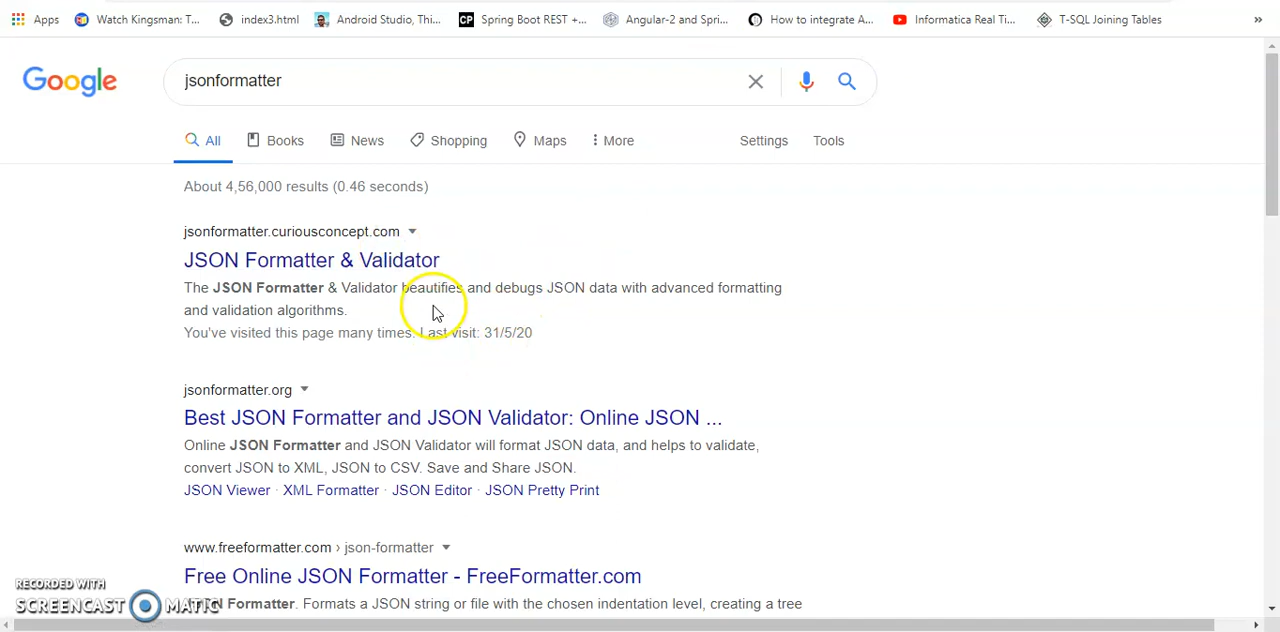 Apps Watch Kingsman: T... index3.html Android Studio, Thi... CP Spring Boot REST +... Angular-2 and Spri... How to integrate A... Informatica Real Ti... T-SQL Joining Tables »
Google jsonformatter
All Books News Shopping Maps More Settings Tools
About 4,56,000 results (0.46 seconds)
jsonformatter.curiousconcept.com
JSON Formatter & Validator
The JSON Formatter & Validator beautifies and debugs JSON data with advanced formatting
and validation algorithms.
You've visited this page many times. Last visit: 31/5/20
jsonformatter.org
Best JSON Formatter and JSON Validator: Online JSON ...
Online JSON Formatter and JSON Validator will format JSON data, and helps to validate,
convert JSON to XML, JSON to CSV. Save and Share JSON.
JSON Viewer · XML Formatter · JSON Editor · JSON Pretty Print
www.freeformatter.com › json-formatter
Free Online JSON Formatter - FreeFormatter.com
Formatter. Formats a JSON string or file with the chosen indentation level, creating a tree
RECORDED WITH
SCREENCAST MATIC